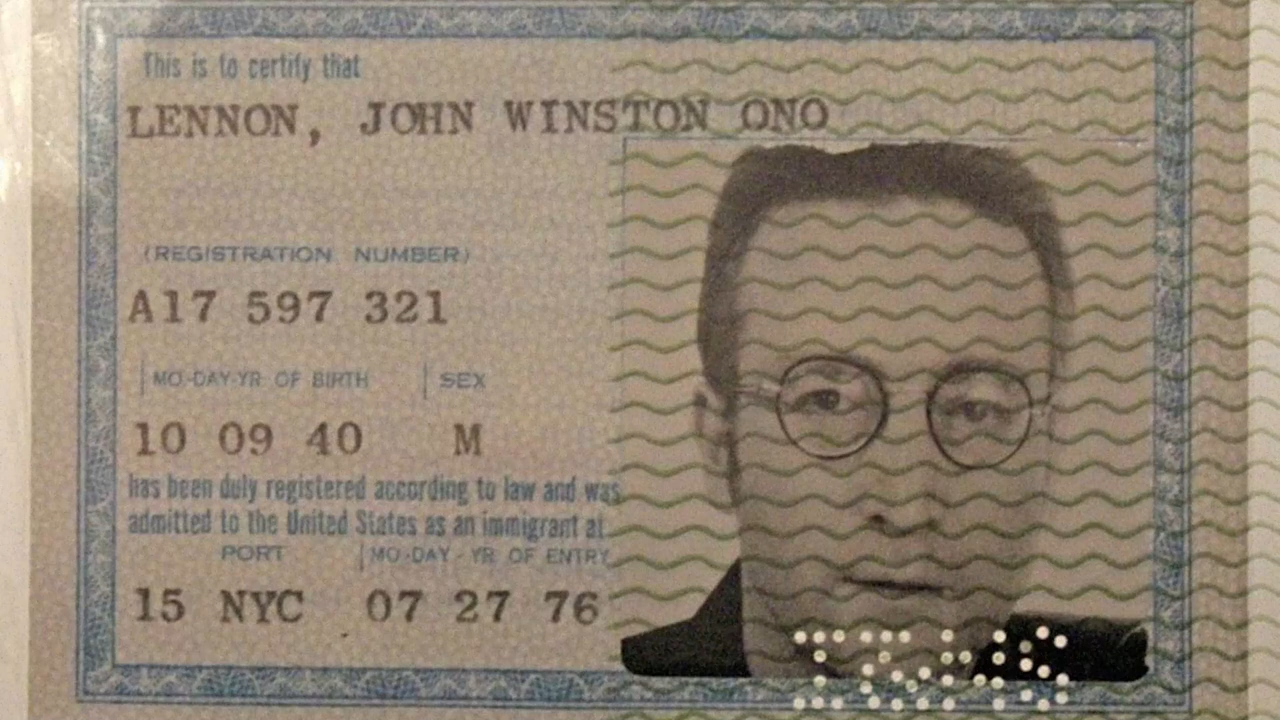 This is to certify that
LENNON, JOHN WINSTON ONO
(REGISTRATION NUMBER)
A17 597 321
MO-DAY-YR OF BIRTH SEX
10 09 40 M
has been duly registered according to law and was
admitted to the United States as an immigrant at
PORT MO-DAY-YR OF ENTRY
15 NYC 07 27 76